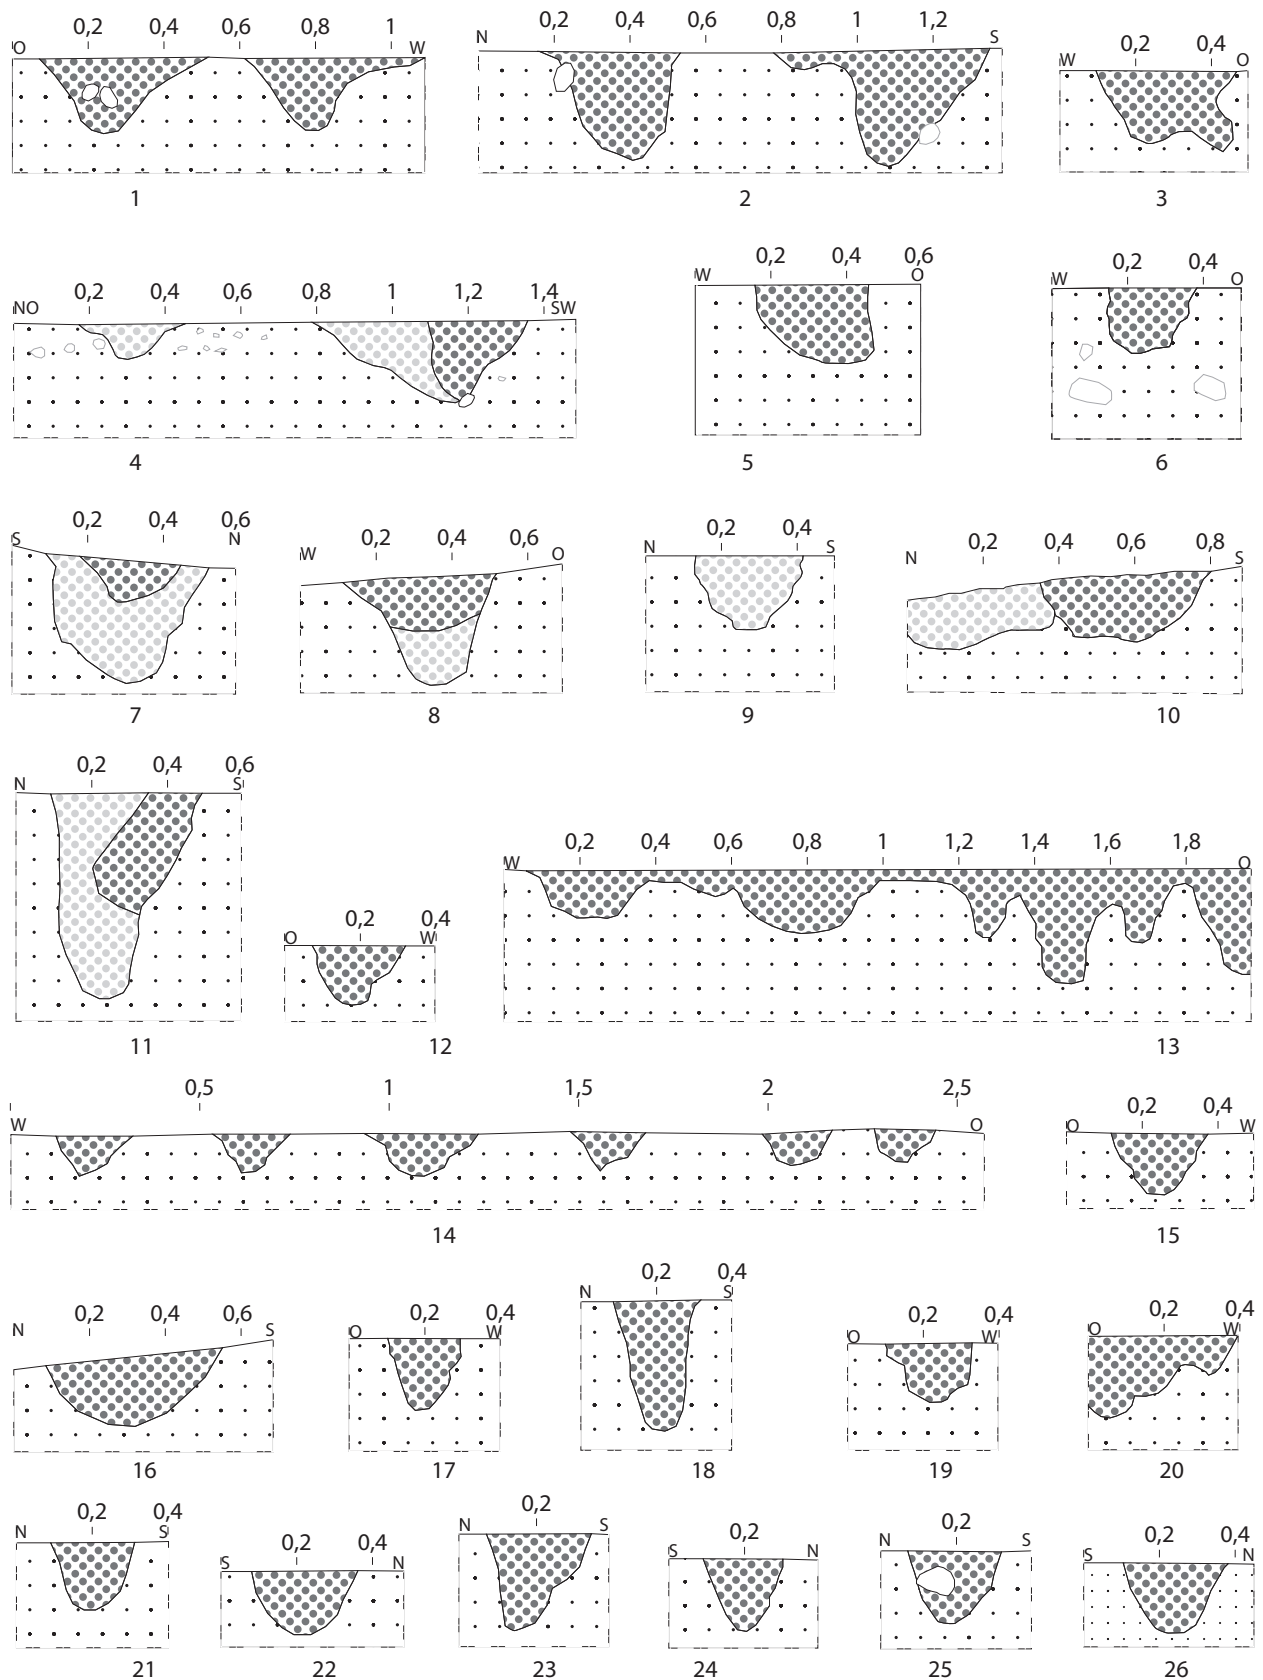 0,2 0,4 0,6 0,8 1
O W
1
0,2 0,4 0,6 0,8 1 1,2
N S
2
0,2 0,4
W O
3
0,2 0,4 0,6 0,8 1 1,2 1,4
NO SW
4
0,2 0,4 0,6
W O
5
0,2 0,4
W O
6
0,2 0,4 0,6
S N
7
0,2 0,4 0,6
W O
8
0,2 0,4
N S
9
0,2 0,4 0,6 0,8
N S
10
0,2 0,4 0,6
N S
11
0,2 0,4
O W
12
0,2 0,4 0,6 0,8 1 1,2 1,4 1,6 1,8
W O
13
0,5 1 1,5 2 2,5
W O
14
0,2 0,4
O W
15
0,2 0,4 0,6
N S
16
0,2 0,4
O W
17
0,2 0,4
N S
18
0,2 0,4
O W
19
0,2 0,4
O W
20
0,2 0,4
N S
21
0,2 0,4
S N
22
0,2
N S
23
0,2
S N
24
0,2
N S
25
0,2 0,4
S N
26